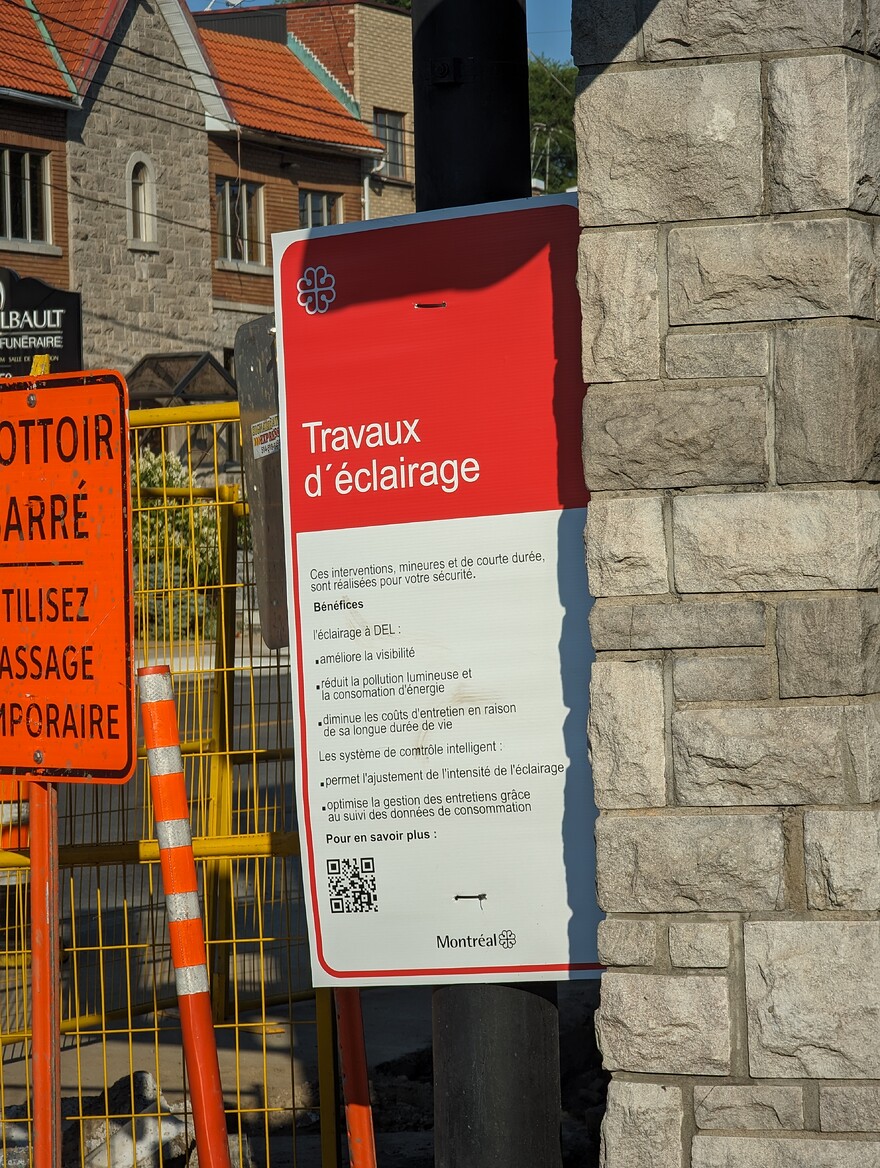 LBAULT
FUNÉRAIRE
OTTOIR
ARRÉ
TILISEZ
ASSAGE
MPORAIRE
Travaux
d´éclairage
Ces interventions, mineures et de courte durée,
sont réalisées pour votre sécurité.
Bénéfices
l'éclairage à DEL :
▪améliore la visibilité
▪réduit la pollution lumineuse et
la consomation d'énergie
▪diminue les coûts d'entretien en raison
de sa longue durée de vie
Les système de comtrôle intelligent :
▪permet l'ajustement de l'intensité de l'éclairage
▪optimise la gestion des entretiens grâce
au suivi des données de consommation
Pour en savoir plus :
Montréal